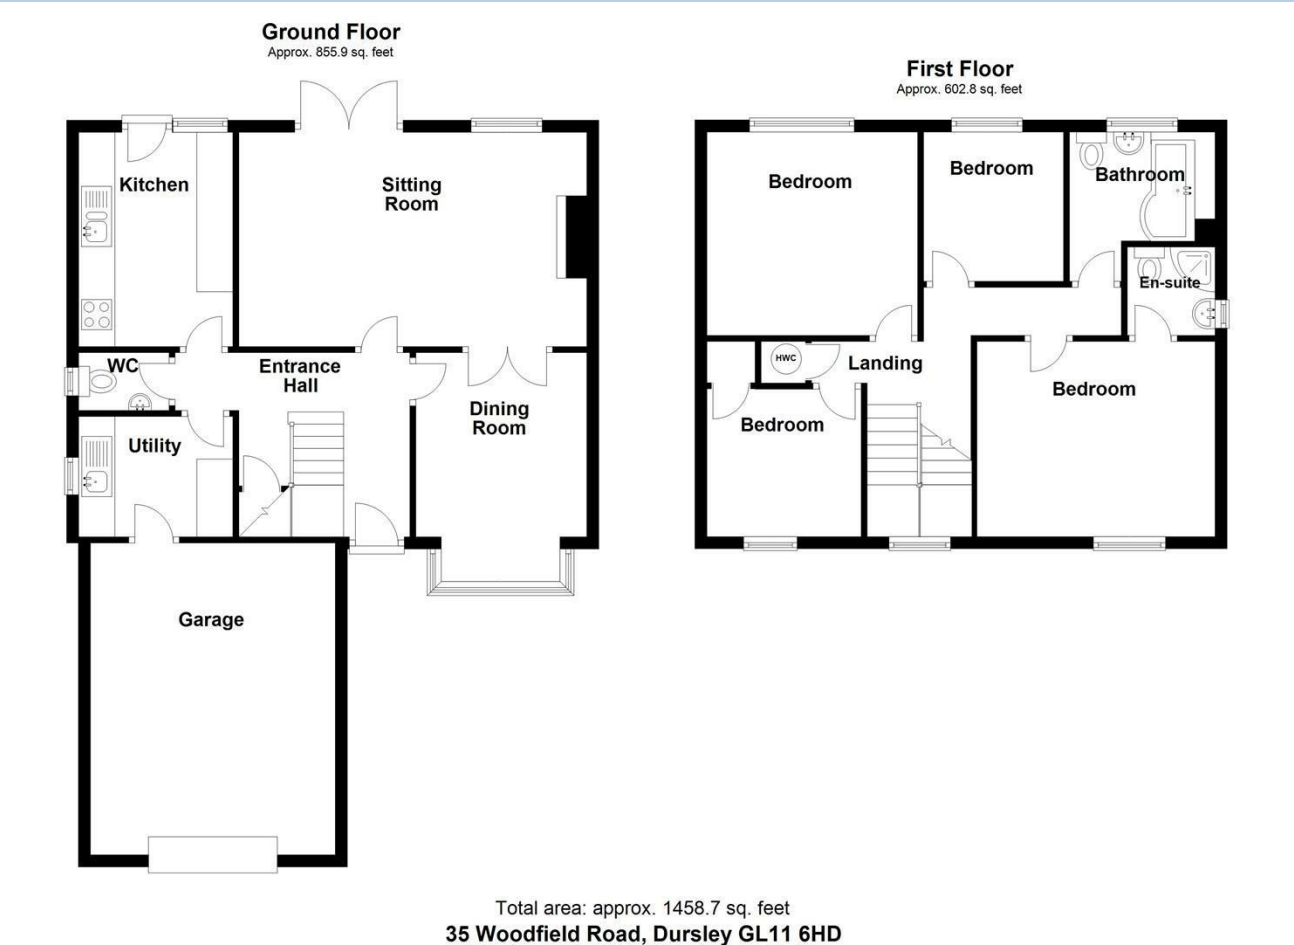 Ground Floor
Approx. 855.9 sq. feet
Kitchen
Sitting
Room
WC
Entrance
Hall
Dining
Room
Utility
Garage
First Floor
Approx. 602.8 sq. feet
Bedroom
Bedroom
Bathroom
En-suite
HWC
Landing
Bedroom
Bedroom
Total area: approx. 1458.7 sq. feet
35 Woodfield Road, Dursley GL11 6HD